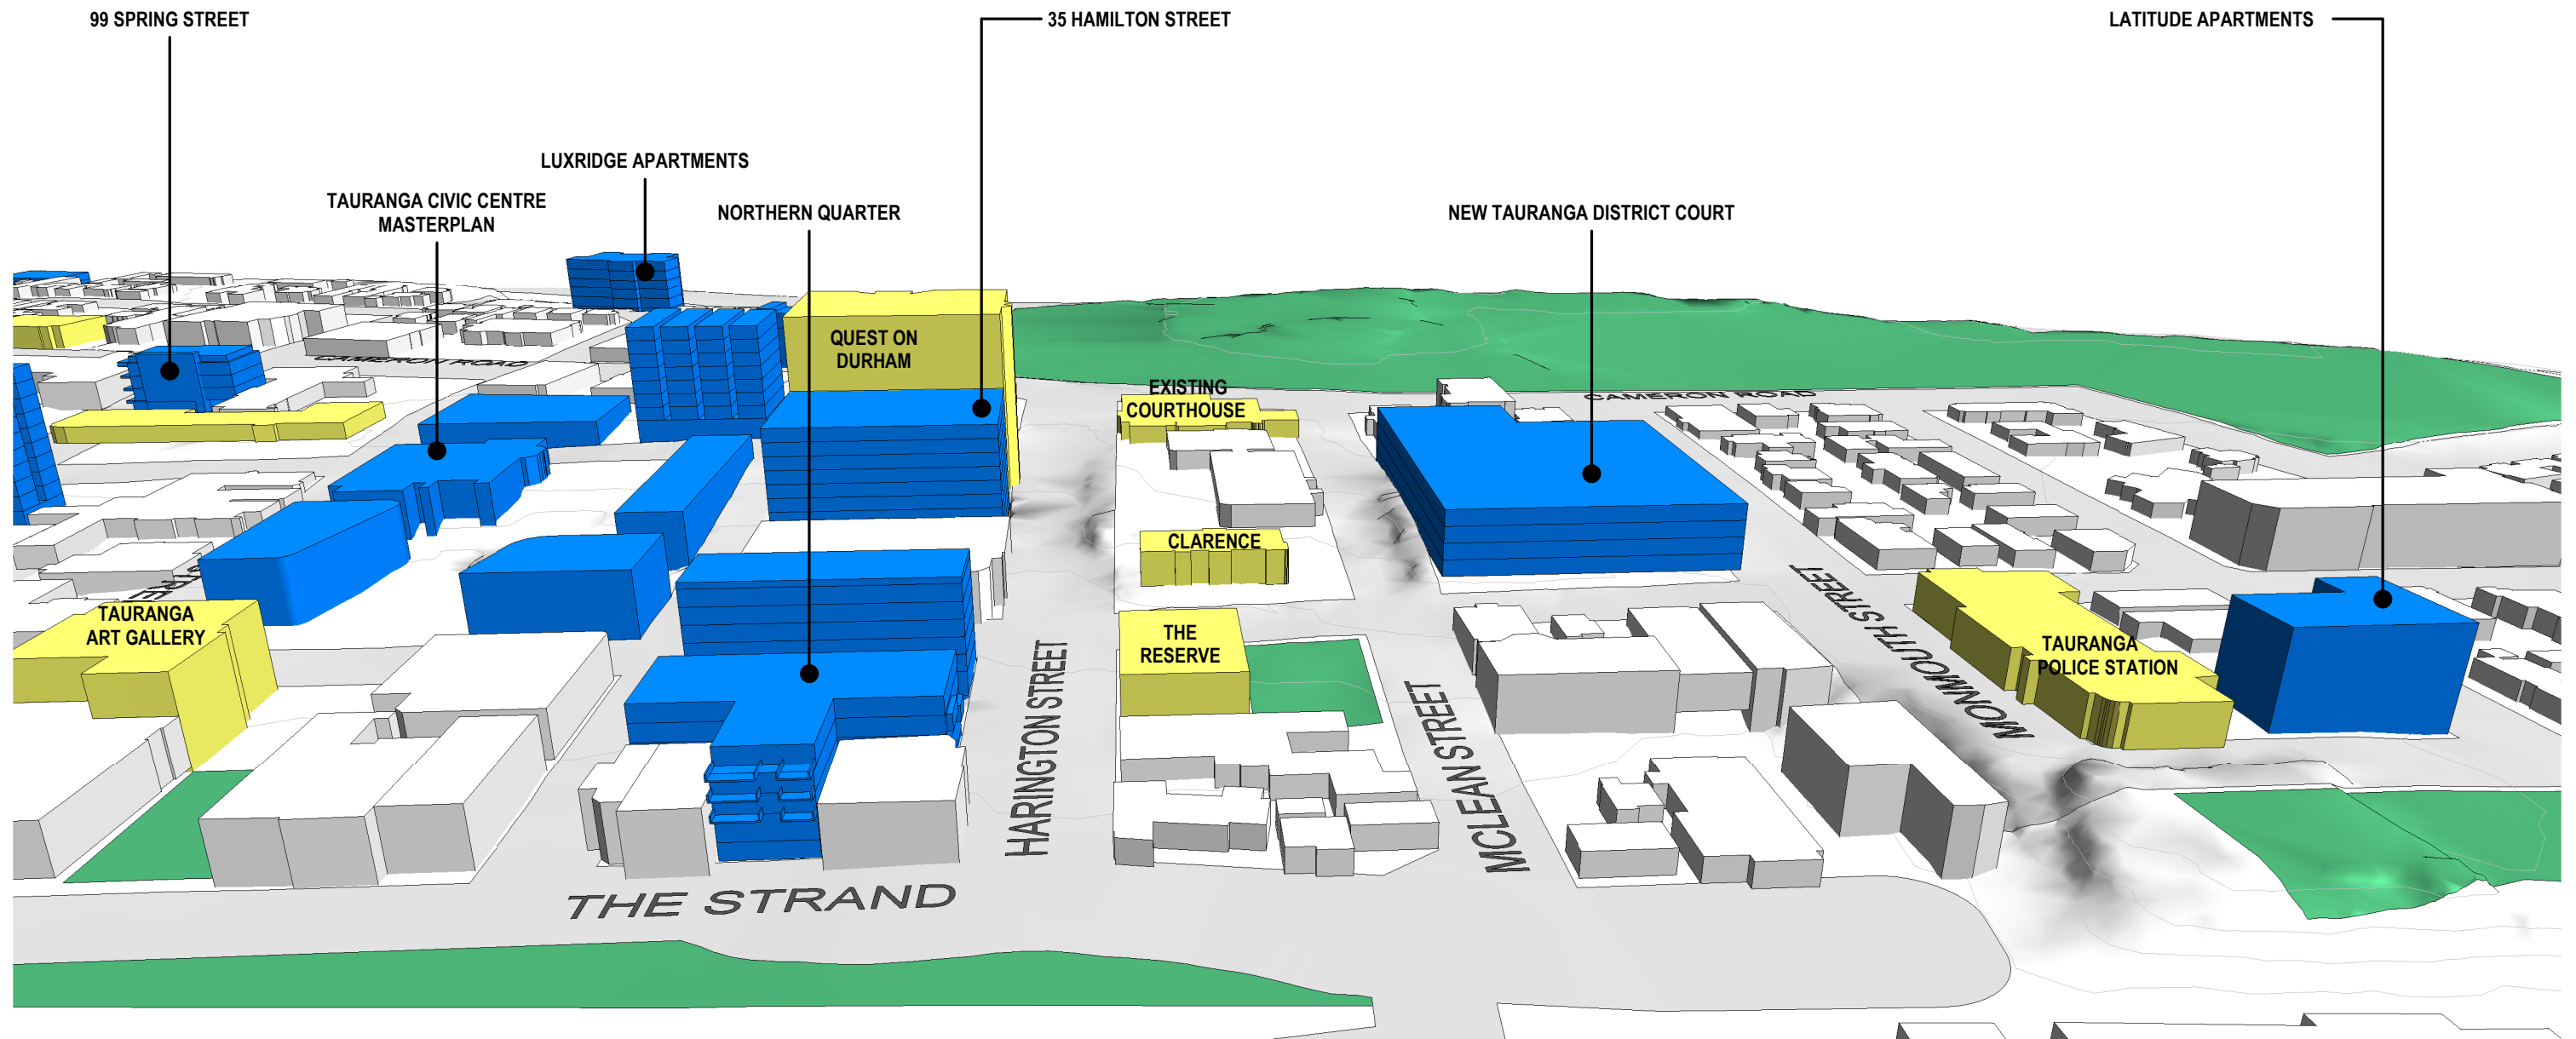 99 SPRING STREET
35 HAMILTON STREET
LATITUDE APARTMENTS
LUXRIDGE APARTMENTS
TAURANGA CIVIC CENTRE
MASTERPLAN
NORTHERN QUARTER
NEW TAURANGA DISTRICT COURT
QUEST ON
DURHAM
CAMERON ROAD
EXISTING
COURTHOUSE
CAMERON ROAD
CLARENCE
TAURANGA
ART GALLERY
THE
RESERVE
MONMOUTH STREET
TAURANGA
POLICE STATION
HARINGTON STREET
MCLEAN STREET
THE STRAND